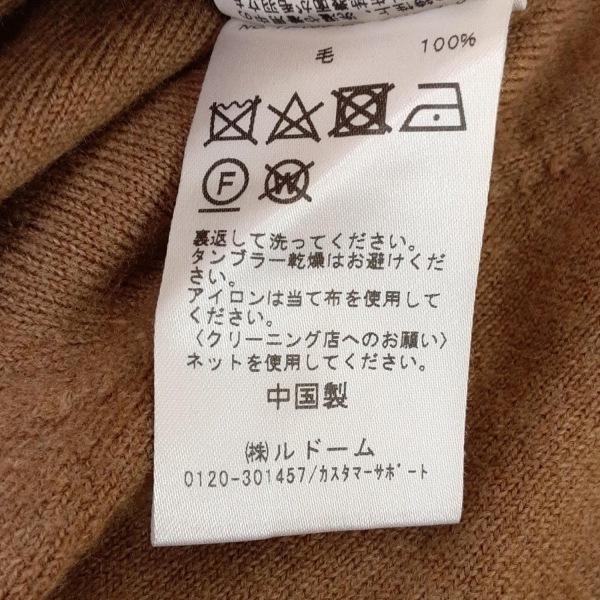 毛 100%
F W
裏返して洗ってください。
タンブラー乾燥はお避けくだ
さい。
アイロンは当て布を使用して
ください。
〈クリーニング店へのお願い〉
ネットを使用してください。
中国製
㈱ルドーム
0120-301457/ｶｽﾀﾏｰｻﾎﾟｰﾄ